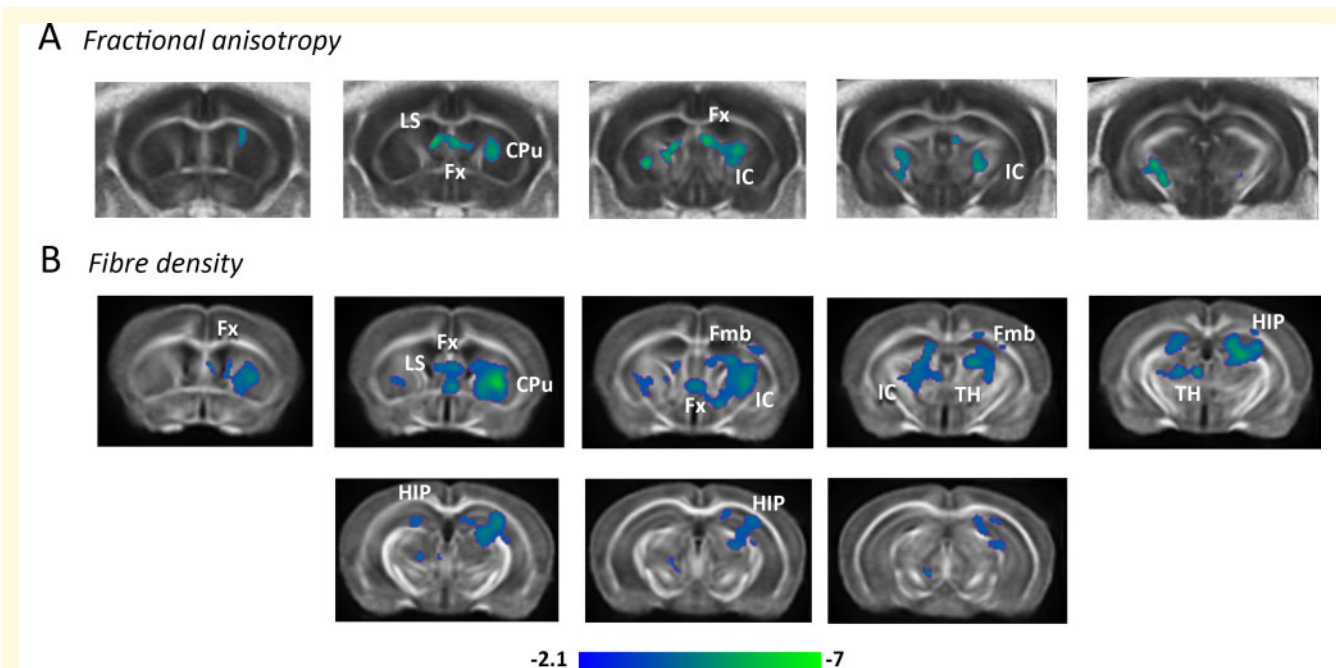 A Fractional anisotropy
LS
Fx
CPu
Fx
IC
IC
B Fibre density
Fx
Fx
LS
CPu
Fmb
Fx
IC
Fmb
IC
TH
HIP
TH
HIP
HIP
-2.1 -7